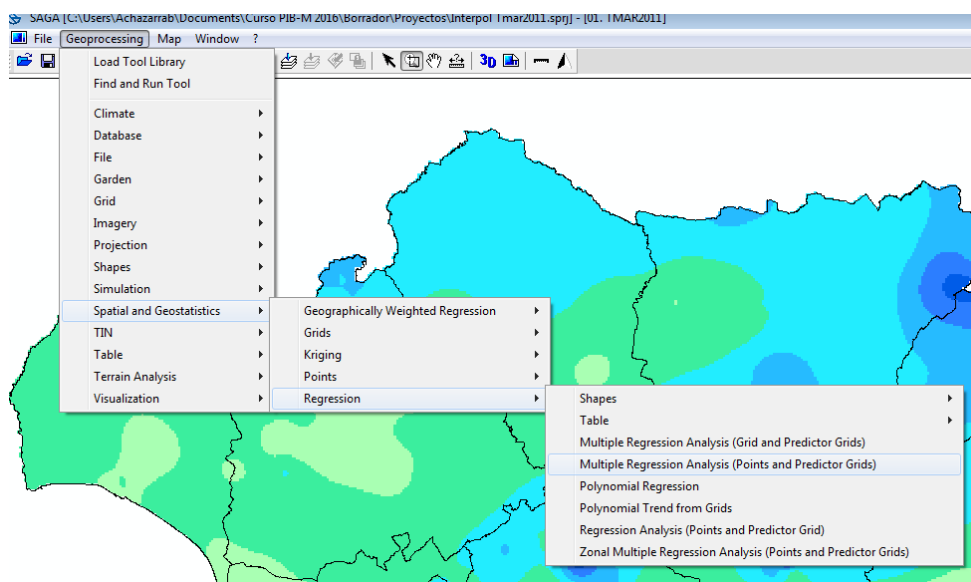 SAGA [C:\Users\Achazarrab\Documents\Curso PIB-M 2016\Borrador\Proyectos\Interpol Tmar2011.sprj] - [01. TMAR2011]
File Geoprocessing Map Window ?
3D
Load Tool Library
Find and Run Tool
Climate
Database
File
Garden
Grid
Imagery
Projection
Shapes
Simulation
Spatial and Geostatistics
TIN
Table
Terrain Analysis
Visualization
Geographically Weighted Regression
Grids
Kriging
Points
Regression
Shapes
Table
Multiple Regression Analysis (Grid and Predictor Grids)
Multiple Regression Analysis (Points and Predictor Grids)
Polynomial Regression
Polynomial Trend from Grids
Regression Analysis (Points and Predictor Grid)
Zonal Multiple Regression Analysis (Points and Predictor Grids)